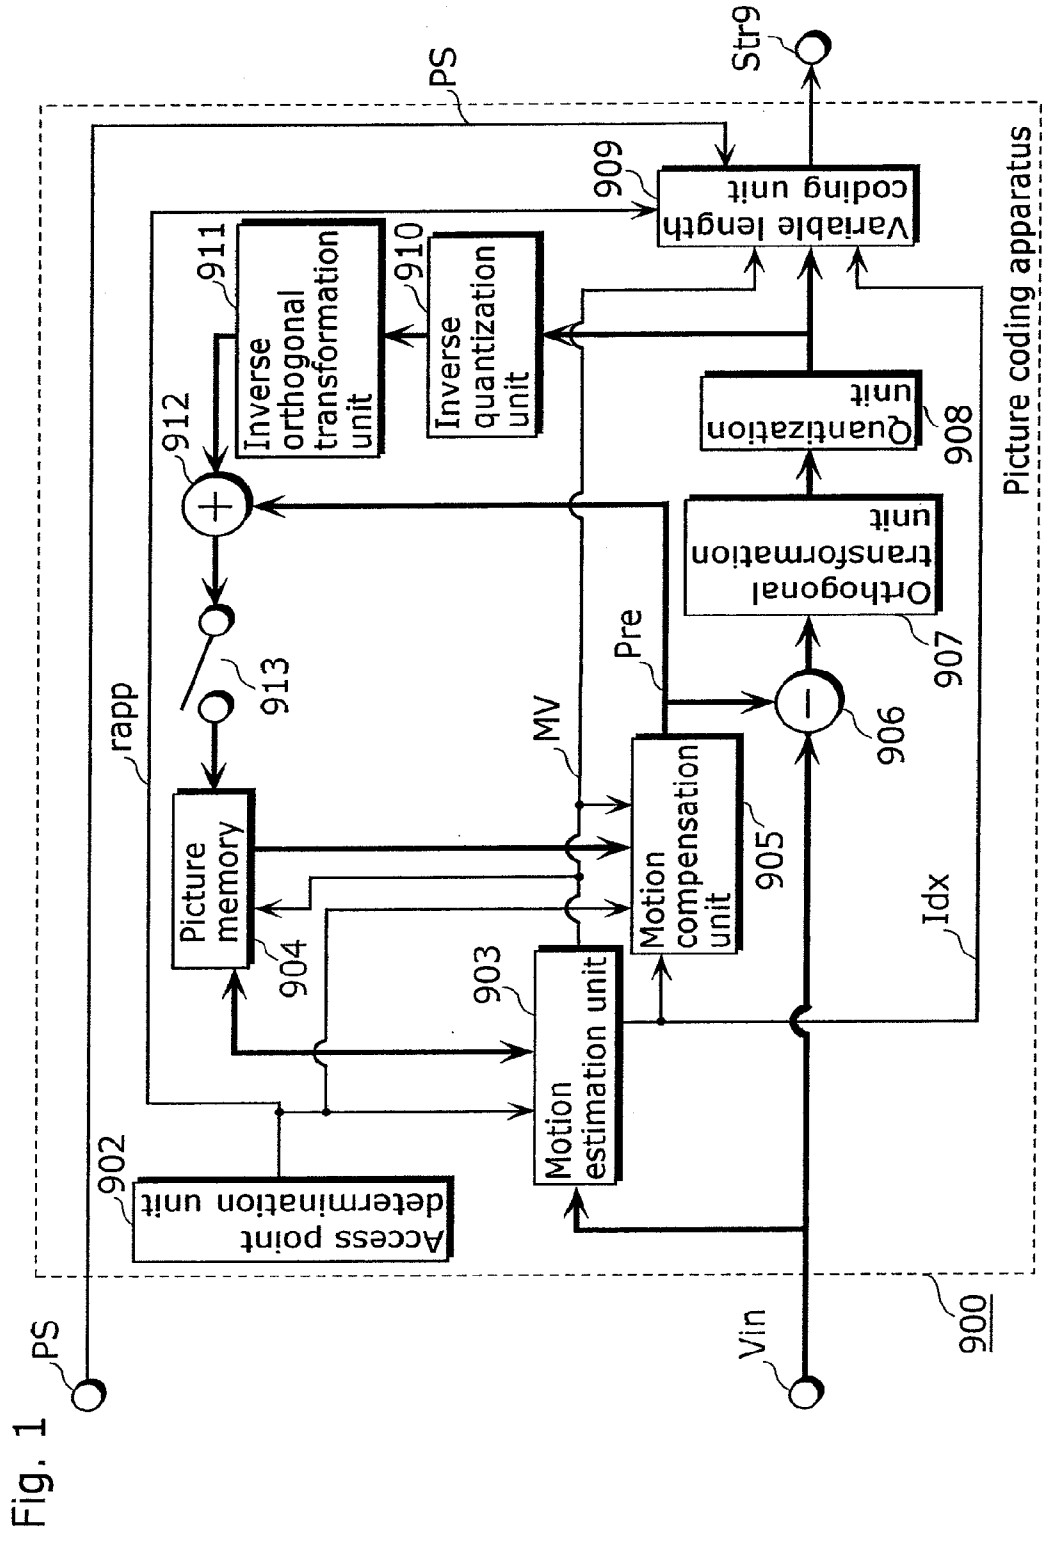 Fig. 1
PS
PS
902
Access point
determination unit
rapp
Picture
memory
904
913
912
911
Inverse
orthogonal
transformation
unit
910
Inverse
quantization
unit
909
Variable length
coding unit
Str9
903
Motion
estimation unit
MV
Motion
compensation
unit
905
Pre
906
Orthogonal
transformation
unit
907
Quantization
unit
908
Vin
Idx
900
Picture coding apparatus